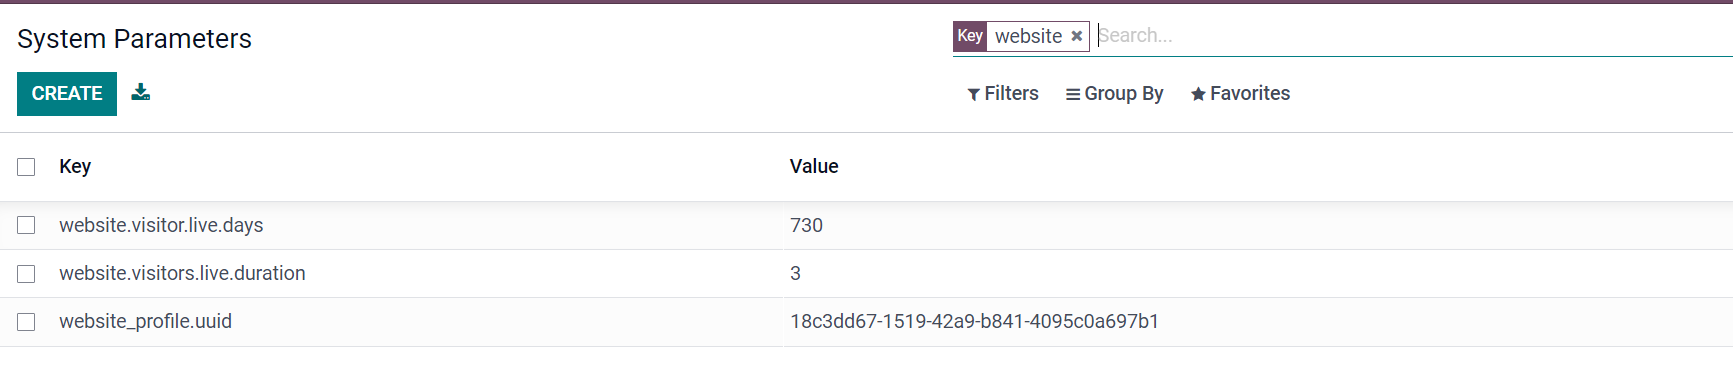 System Parameters
Key website × Search...
CREATE
Filters Group By Favorites
Key Value
website.visitor.live.days 730
website.visitors.live.duration 3
website_profile.uuid 18c3dd67-1519-42a9-b841-4095c0a697b1